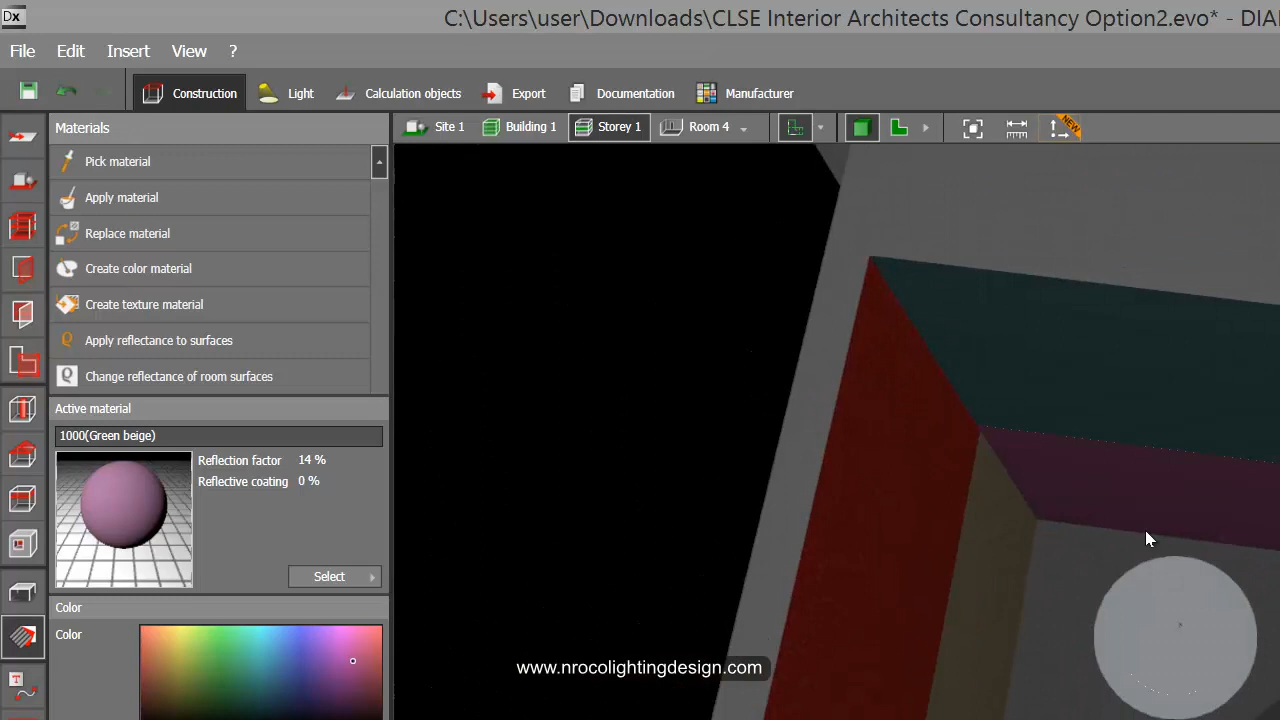 Dx
C:\Users\user\Downloads\CLSE Interior Architects Consultancy Option2.evo* - DIA
File Edit Insert View ?
Construction Light Calculation objects Export Documentation Manufacturer
Materials
Site 1 Building 1 Storey 1 Room 4 NEW
Pick material
Apply material
Replace material
Create color material
Create texture material
Apply reflectance to surfaces
Change reflectance of room surfaces
Active material
1000(Green beige)
Reflection factor 14 %
Reflective coating 0 %
Select
Color
Color
www.nrocolightingdesign.com